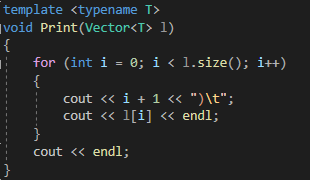 template <typename T>
void Print(Vector<T> l)
{
    for (int i = 0; i < l.size(); i++)
    {
        cout << i + 1 << ")\t";
        cout << l[i] << endl;
    }
    cout << endl;
}